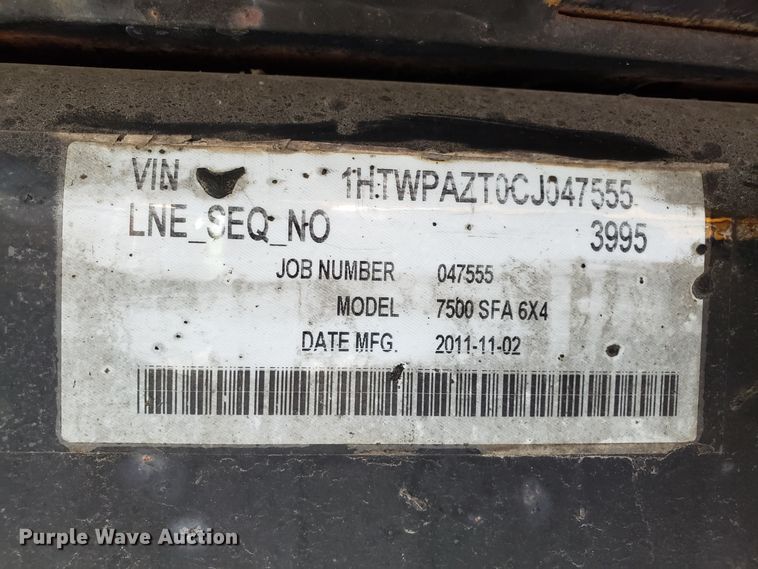 VIN 1HTWPAZT0CJ047555
LNE_SEQ_NO 3995
JOB NUMBER 047555
MODEL 7500 SFA 6X4
DATE MFG. 2011-11-02
Purple Wave Auction